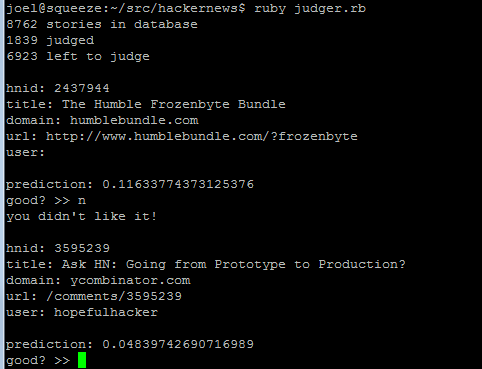 joel@squeeze:~/src/hackernews$ ruby judger.rb
8762 stories in database
1839 judged
6923 left to judge
hnid: 2437944
title: The Humble Frozenbyte Bundle
domain: humblebundle.com
url: http://www.humblebundle.com/?frozenbyte
user:
prediction: 0.11633774373125376
good? >> n
you didn't like it!
hnid: 3595239
title: Ask HN: Going from Prototype to Production?
domain: ycombinator.com
url: /comments/3595239
user: hopefulhacker
prediction: 0.04839742690716989
good? >>